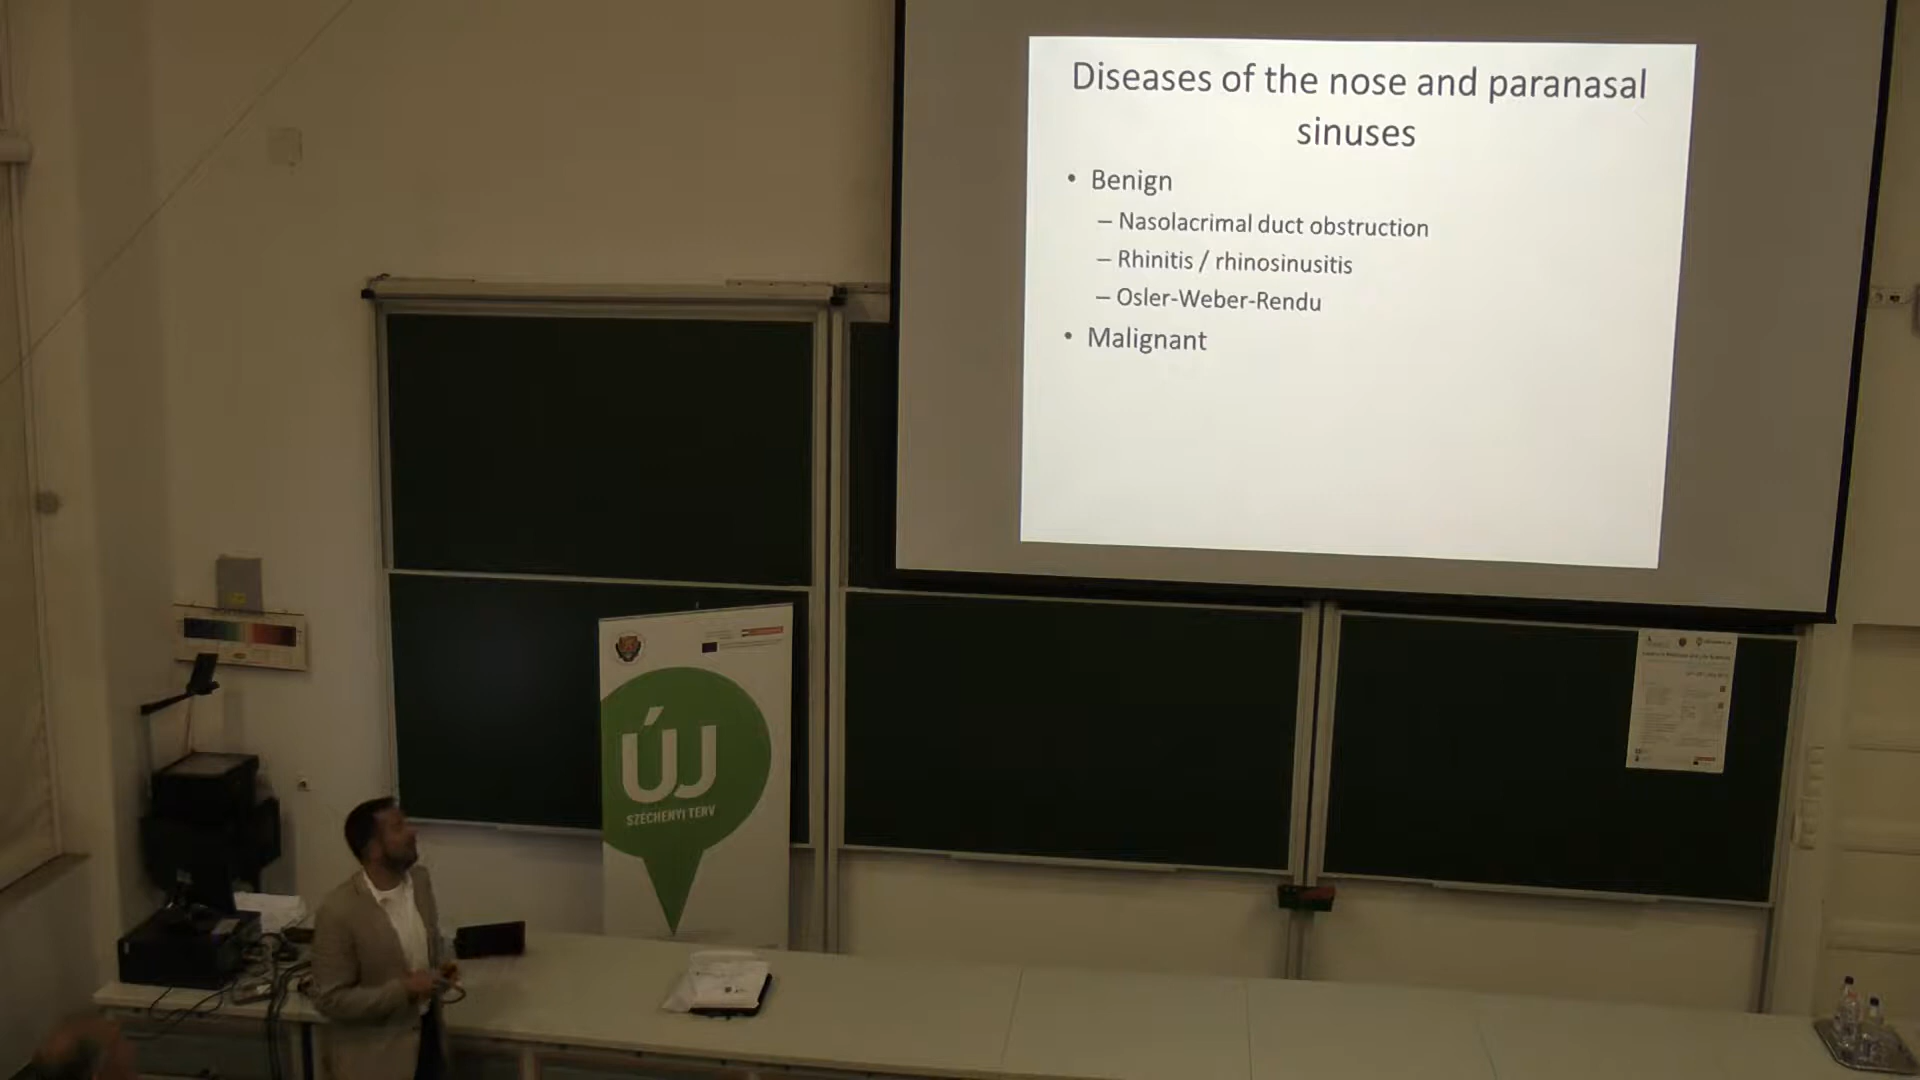 Diseases of the nose and paranasal
sinuses
• Benign
– Nasolacrimal duct obstruction
– Rhinitis / rhinosinusitis
– Osler-Weber-Rendu
• Malignant
ÚJ
SZÉCHENYI TERV